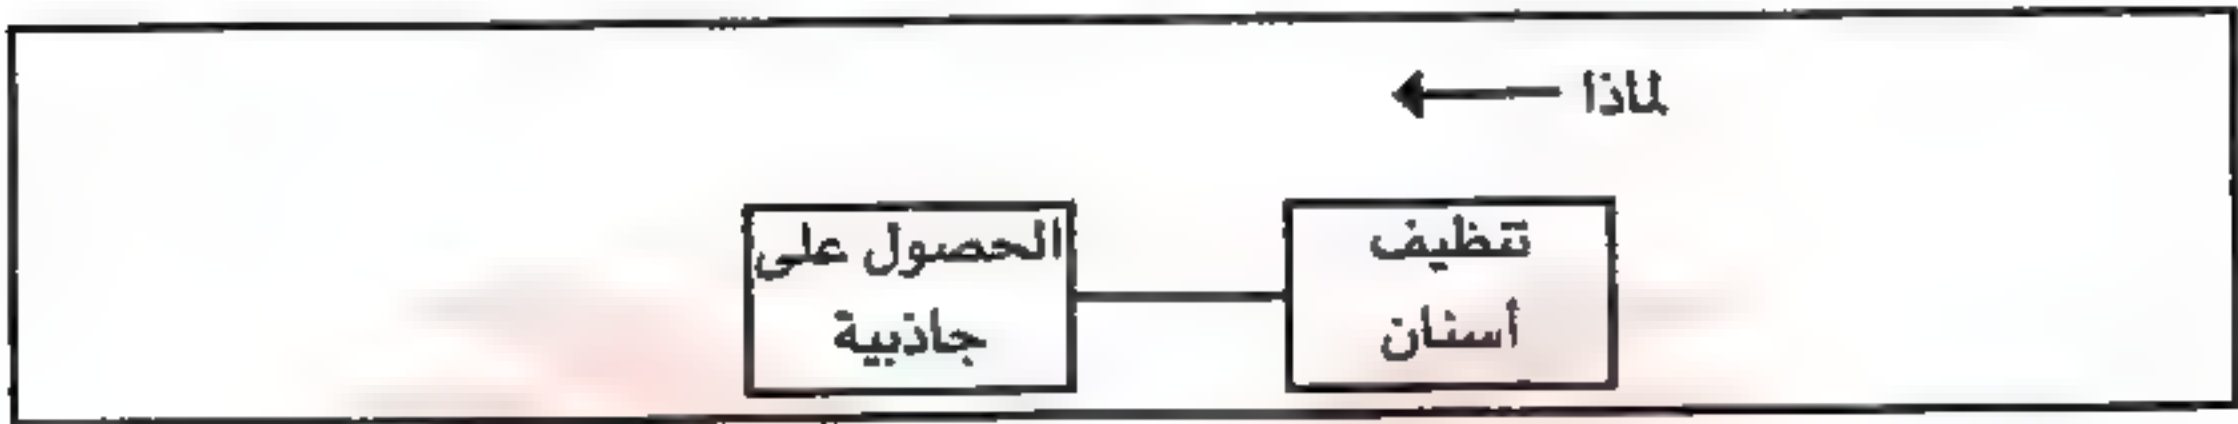 لماذا
تنظيف
أسنان
الحصول على
جاذبية